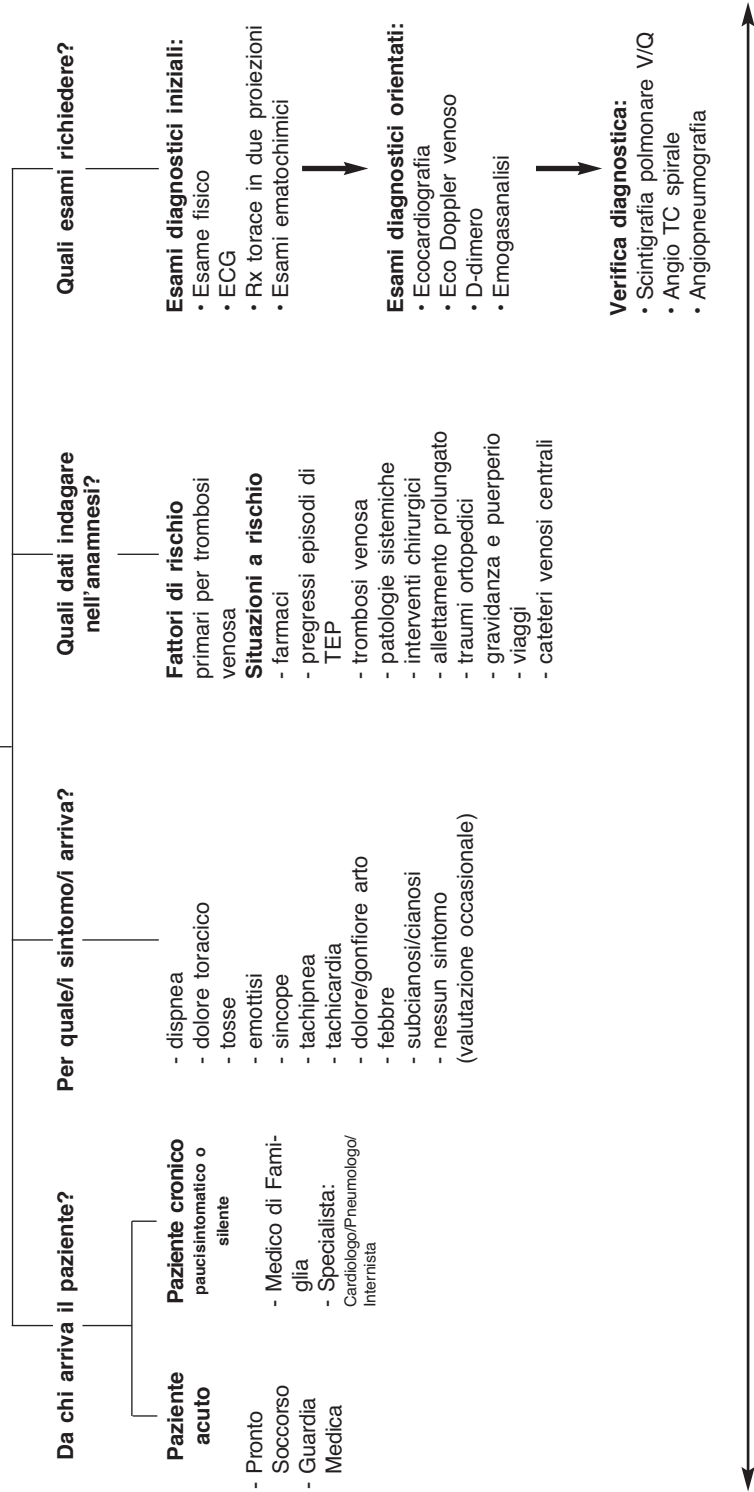 Da chi arriva il paziente?
Paziente
acuto
- Pronto
Soccorso
- Guardia
Medica
Paziente cronico
paucisintomatico o
silente
- Medico di Fami-
glia
- Specialista:
Cardiologo/Pneumologo/
Internista
Per quale/i sintomo/i arriva?
- dispnea
- dolore toracico
- tosse
- emottisi
- sincope
- tachipnea
- tachicardia
- dolore/gonfiore arto
- febbre
- subcianosi/cianosi
- nessun sintomo
(valutazione occasionale)
Quali dati indagare
nell'anamnesi?
Fattori di rischio
primari per trombosi
venosa
Situazioni a rischio
- farmaci
- pregressi episodi di
TEP
- trombosi venosa
- patologie sistemiche
- interventi chirurgici
- allettamento prolungato
- traumi ortopedici
- gravidanza e puerperio
- viaggi
- cateteri venosi centrali
Quali esami richiedere?
Esami diagnostici iniziali:
• Esame fisico
• ECG
• Rx torace in due proiezioni
• Esami ematochimici
Esami diagnostici orientati:
• Ecocardiografia
• Eco Doppler venoso
• D-dimero
• Emogasanalisi
Verifica diagnostica:
• Scintigrafia polmonare V/Q
• Angio TC spirale
• Angiopneumografia